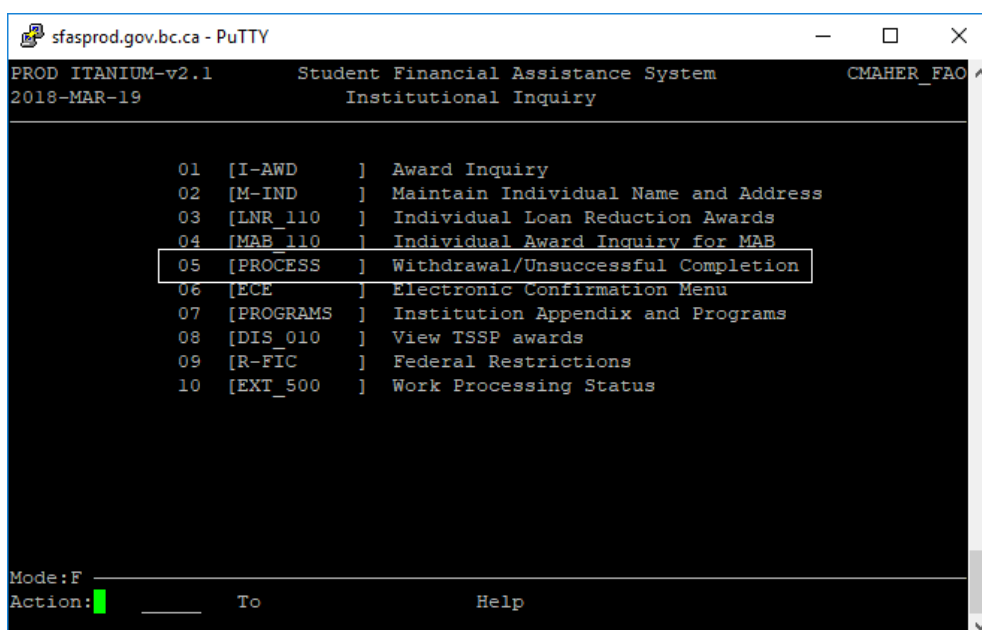 sfasprod.gov.bc.ca - PuTTY
PROD ITANIUM-v2.1 Student Financial Assistance System CMAHER_FAO
2018-MAR-19 Institutional Inquiry
01 [I-AWD ] Award Inquiry
02 [M-IND ] Maintain Individual Name and Address
03 [LNR_110 ] Individual Loan Reduction Awards
04 [MAB_110 ] Individual Award Inquiry for MAB
05 [PROCESS ] Withdrawal/Unsuccessful Completion
06 [ECE ] Electronic Confirmation Menu
07 [PROGRAMS ] Institution Appendix and Programs
08 [DIS_010 ] View TSSP awards
09 [R-FIC ] Federal Restrictions
10 [EXT_500 ] Work Processing Status
Mode:F
Action: _____ To Help